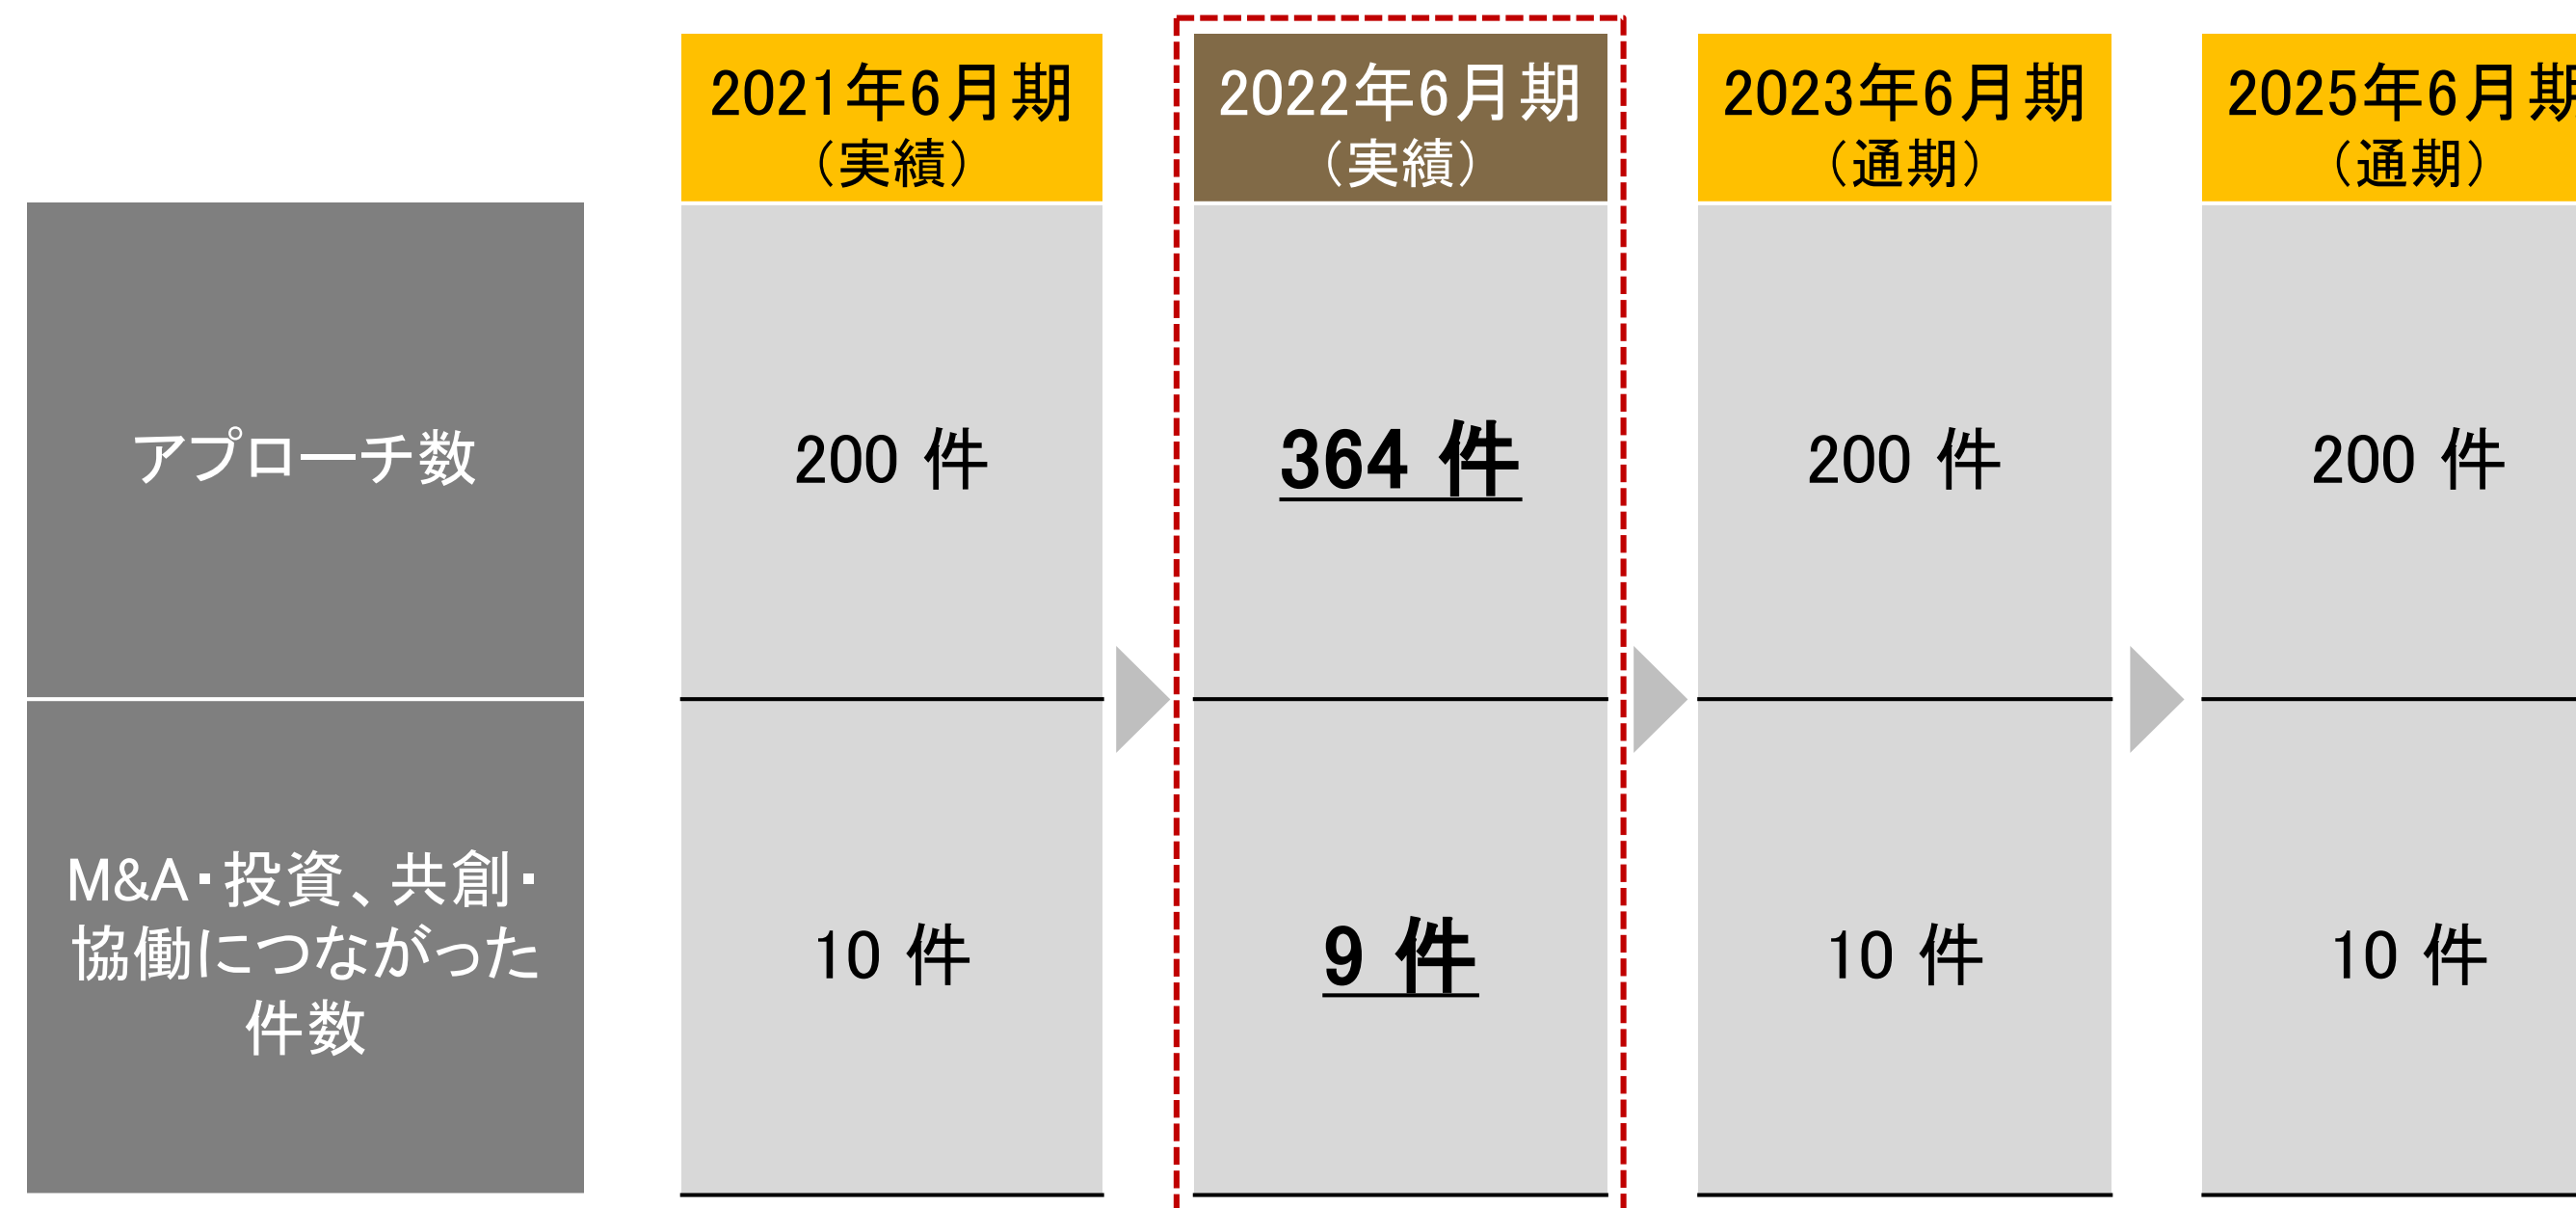 2021年6月期
（実績）
2022年6月期
（実績）
2023年6月期
（通期）
2025年6月期
（通期）
アプローチ数
200 件
364 件
200 件
200 件
M&A・投資、共創・
協働につながった
件数
10 件
9 件
10 件
10 件